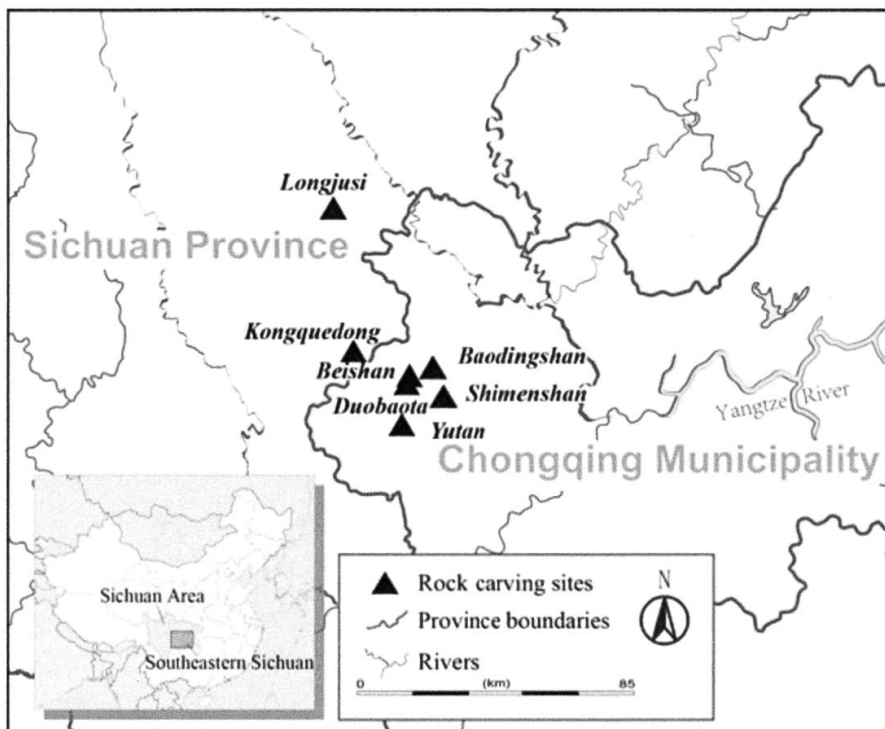 Longjusi
Sichuan Province
Kongquedong
Baodingshan
Beishan
Shimenshan
Duobaota
Yangtze River
Yutan
Chongqing Municipality
Sichuan Area
Southeastern Sichuan
Rock carving sites
N
Province boundaries
Rivers
0 (km) 85